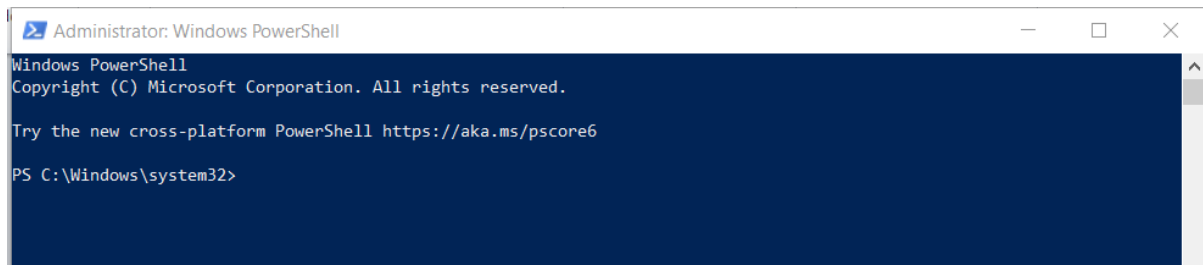 Administrator: Windows PowerShell
Windows PowerShell
Copyright (C) Microsoft Corporation. All rights reserved.
Try the new cross-platform PowerShell https://aka.ms/pscore6
PS C:\Windows\system32>